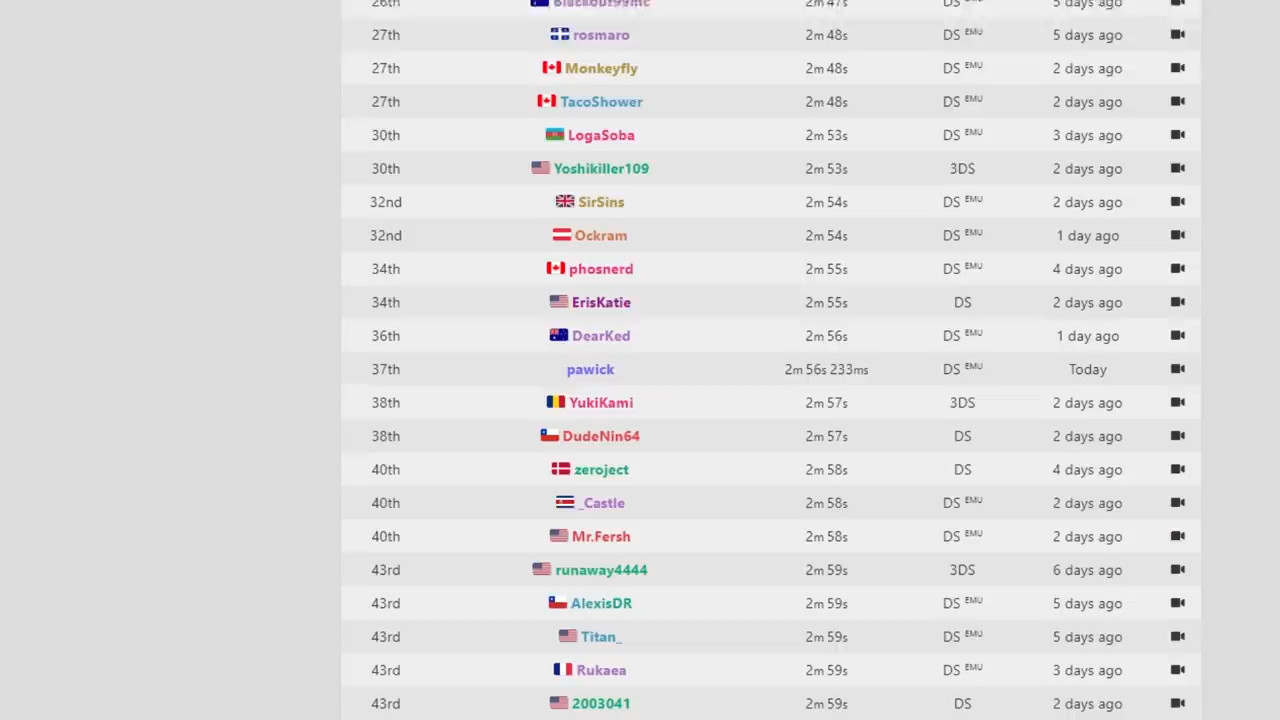 26th Blackout99mc 2m 47s DS EMU 5 days ago
27th rosmaro 2m 48s DS EMU 5 days ago
27th Monkeyfly 2m 48s DS EMU 2 days ago
27th TacoShower 2m 48s DS EMU 2 days ago
30th LogaSoba 2m 53s DS EMU 3 days ago
30th Yoshikiller109 2m 53s 3DS 2 days ago
32nd SirSins 2m 54s DS EMU 2 days ago
32nd Ockram 2m 54s DS EMU 1 day ago
34th phosnerd 2m 55s DS EMU 4 days ago
34th ErisKatie 2m 55s DS 2 days ago
36th DearKed 2m 56s DS EMU 1 day ago
37th pawick 2m 56s 233ms DS EMU Today
38th YukiKami 2m 57s 3DS 2 days ago
38th DudeNin64 2m 57s DS 2 days ago
40th zeroject 2m 58s DS 4 days ago
40th _Castle 2m 58s DS EMU 2 days ago
40th Mr.Fersh 2m 58s DS EMU 2 days ago
43rd runaway4444 2m 59s 3DS 6 days ago
43rd AlexisDR 2m 59s DS EMU 5 days ago
43rd Titan_ 2m 59s DS EMU 5 days ago
43rd Rukaea 2m 59s DS EMU 3 days ago
43rd 2003041 2m 59s DS 2 days ago